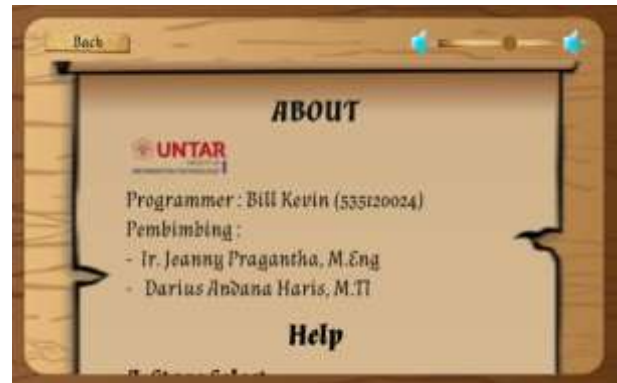 Back
ABOUT
UNTAR
Programmer : Bill Kevin (535120024)
Pembimbing :
- Ir. Jeanny Pragantha, M.Eng
- Darius Andana Haris, M.TI
Help